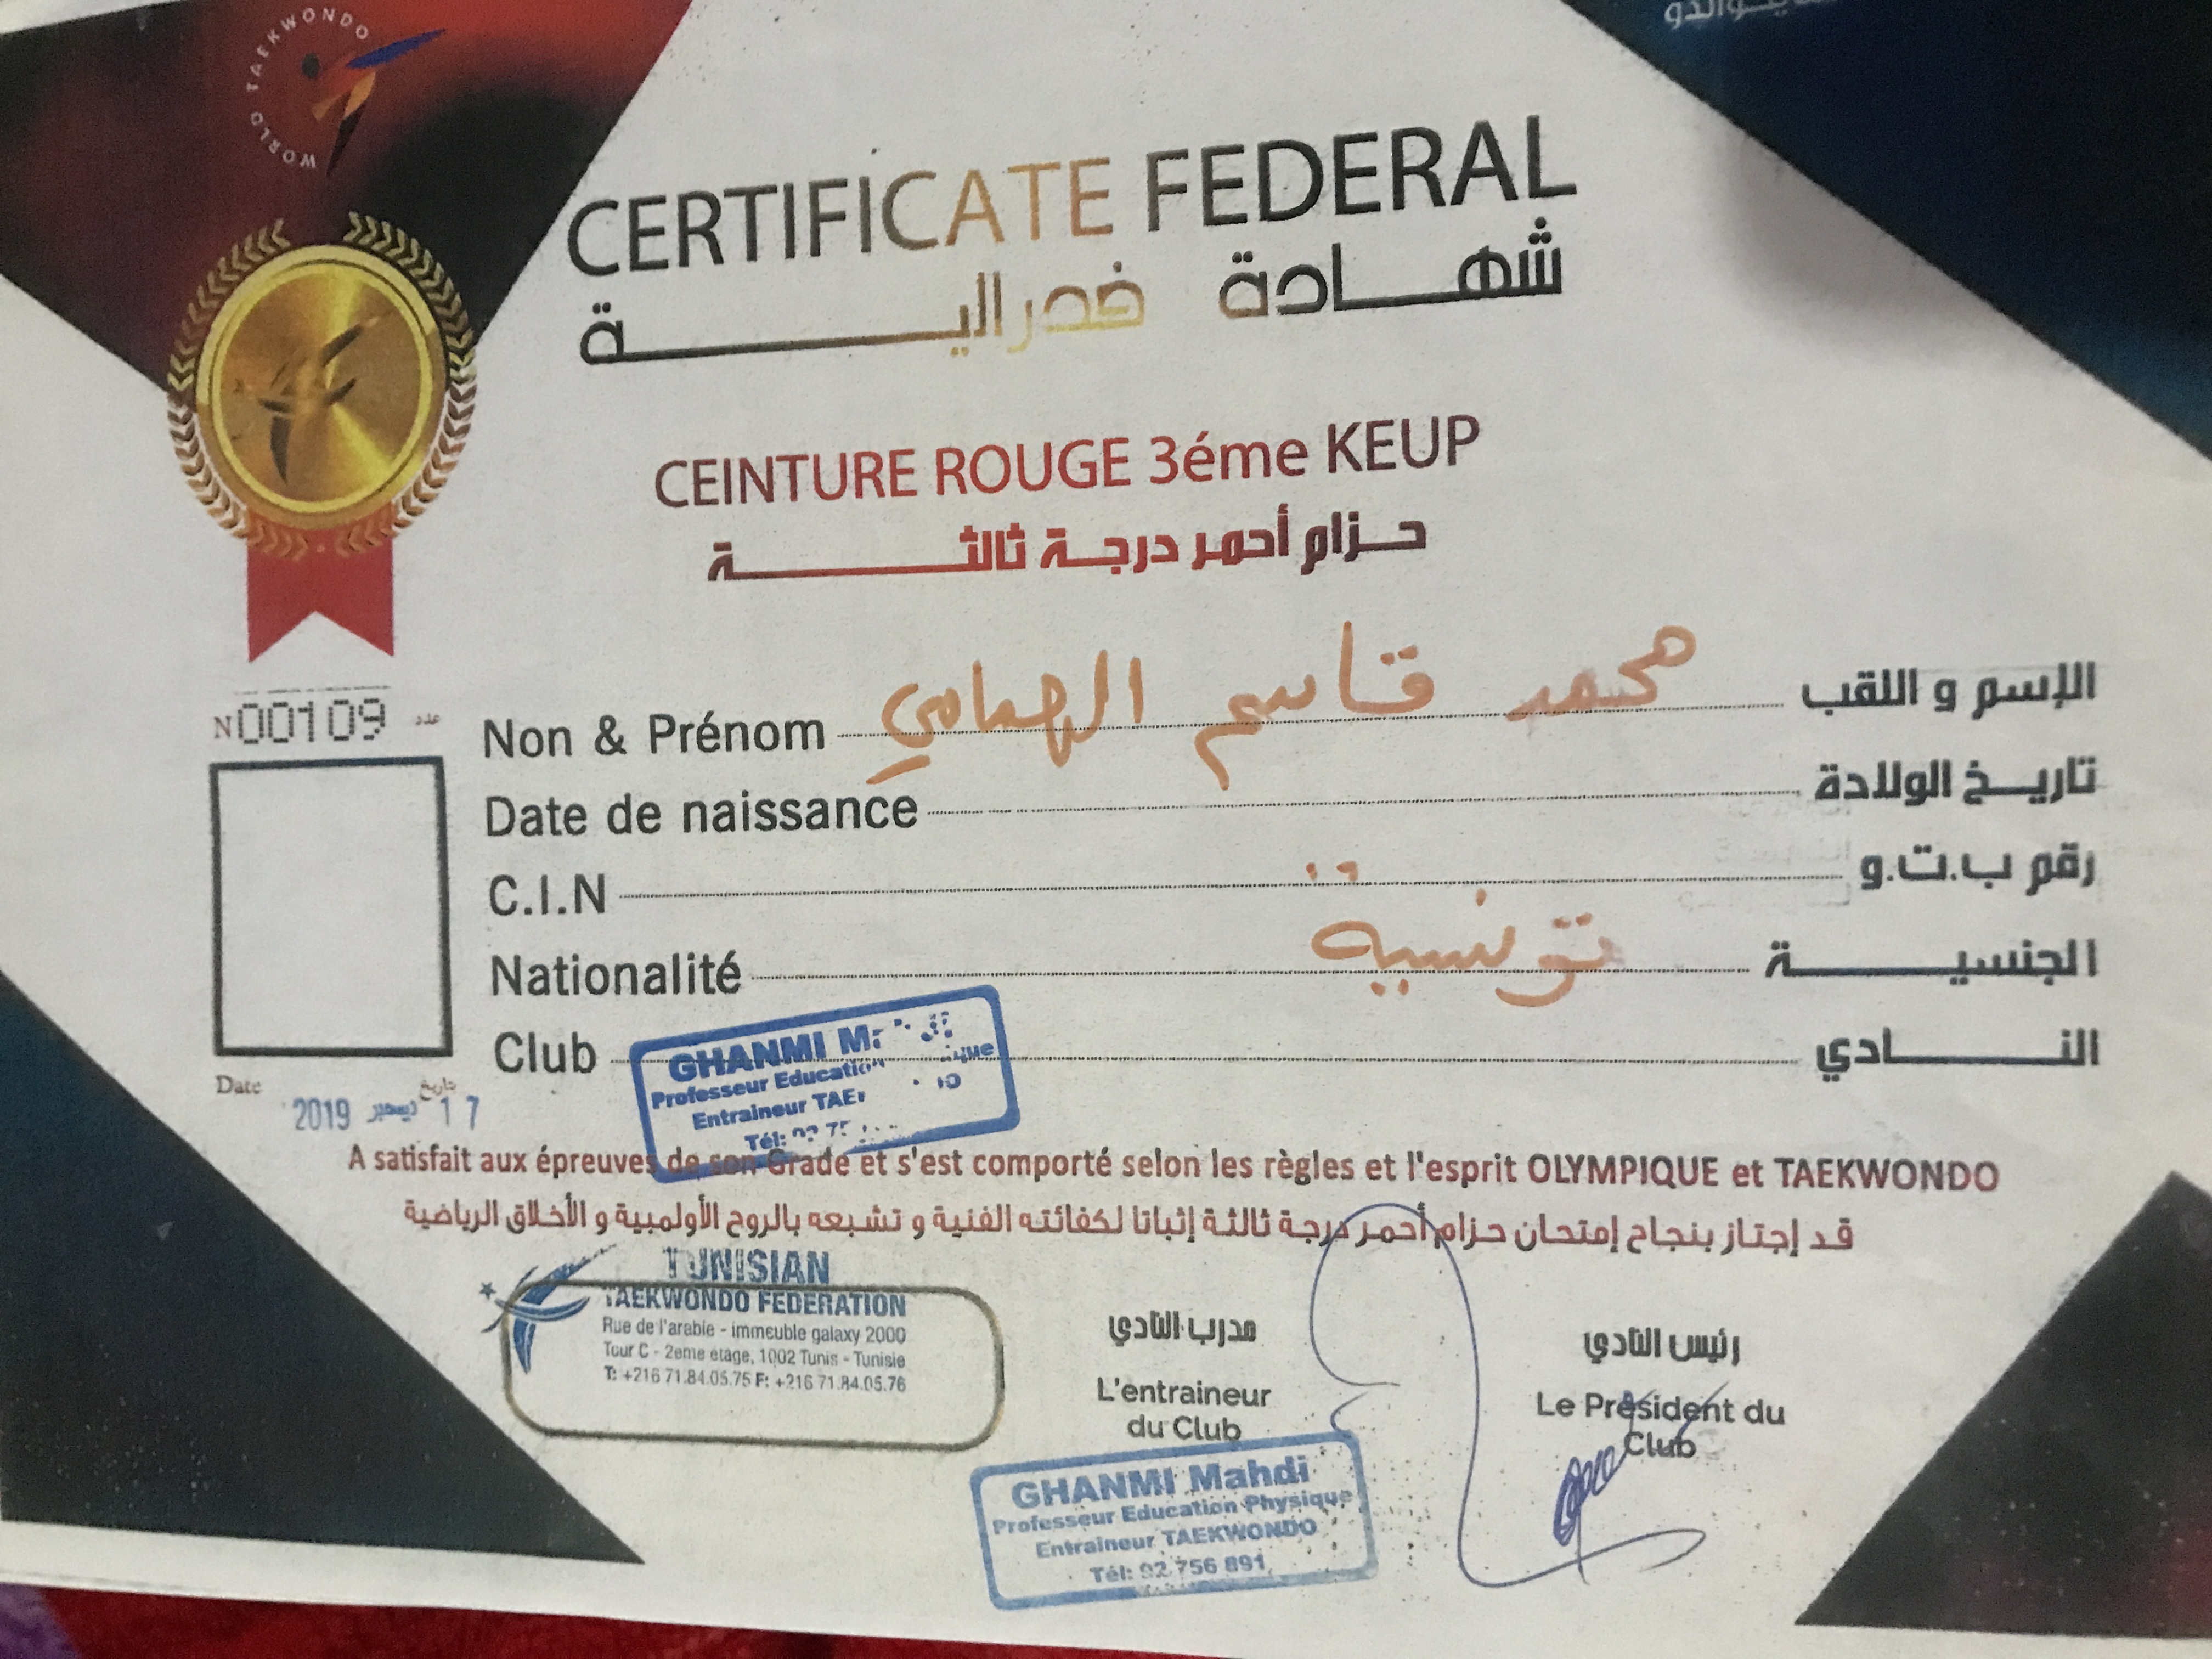 WORLD TAEKWONDO
CERTIFICATE FEDERAL
شهادة فدرالية
CEINTURE ROUGE 3éme KEUP
حزام أحمر درجة ثالثة
N 00109 عدد
Non & Prénom محمد قاسم الهمامي الإسم و اللقب
Date de naissance تاريخ الولادة
C.I.N رقم ب.ت.و
Nationalité تونسية الجنسية
Club النادي
GHANMI
Professeur
Entraineur
Tél:
Date تاريخ
17 ديسمبر 2019
A satisfait aux épreuves de son Grade et s'est comporté selon les règles et l'esprit OLYMPIQUE et TAEKWONDO
قد إجتاز بنجاح إمتحان حزام أحمر درجة ثالثة إثباتا لكفائته الفنية و تشبعه بالروح الأولمبية و الأخلاق الرياضية
TUNISIAN
TAEKWONDO FEDERATION
Rue de l'arabie - immeuble galaxy 2000
Tour C - 2eme etage, 1002 Tunis - Tunisie
T: +216 71.84.05.75 F: +216 71.84.05.76
مدرب النادي
L'entraineur
du Club
GHANMI Mahdi
Professeur Education Physique
Entraineur TAEKWONDO
Tél: 92 756 891
رئيس النادي
Le Président du
Club